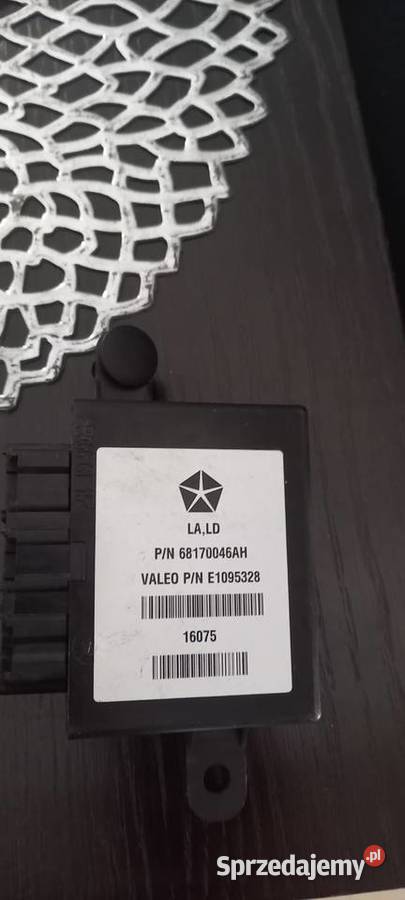 LA,LD
P/N 68170046AH
VALEO P/N E1095328
16075
Sprzedajemy.pl